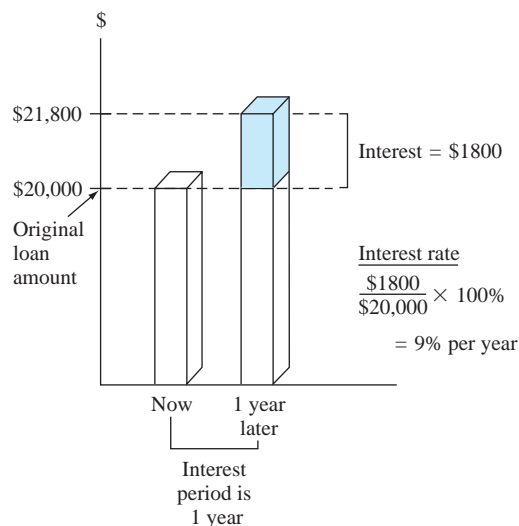 $
$21,800
Interest = $1800
$20,000
Original
loan
amount
Interest rate
$1800
$20,000 × 100%
= 9% per year
Now
1 year
later
Interest
period is
1 year